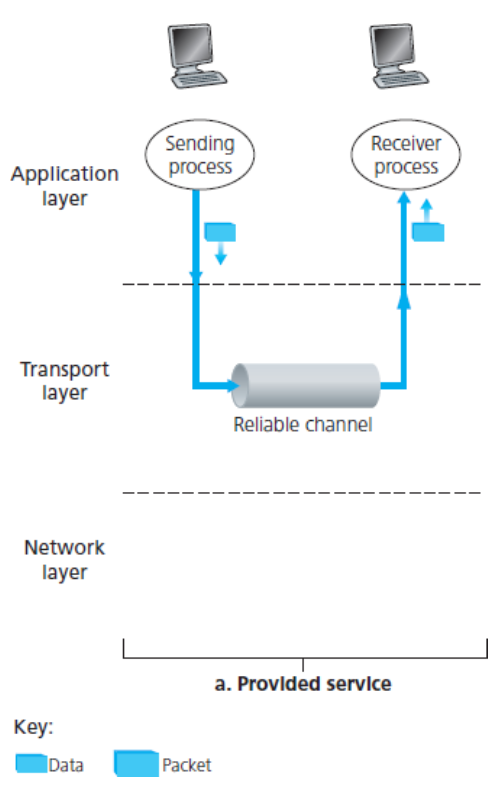 Sending
process
Receiver
process
Application
layer
Transport
layer
Reliable channel
Network
layer
a. Provided service
Key:
Data
Packet